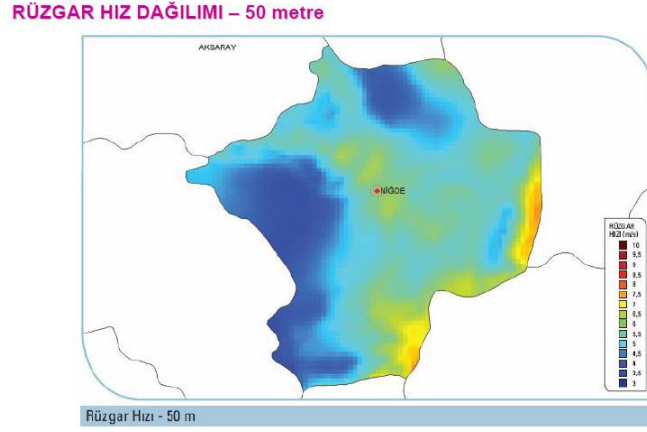 RÜZGAR HIZ DAĞILIMI – 50 metre
AKSARAY
NİĞDE
RÜZGAR
HIZI (m/s)
10
9,5
9
8,5
8
7,5
7
6,5
6
5,5
5
4,5
4
3,5
3
Rüzgar Hızı - 50 m